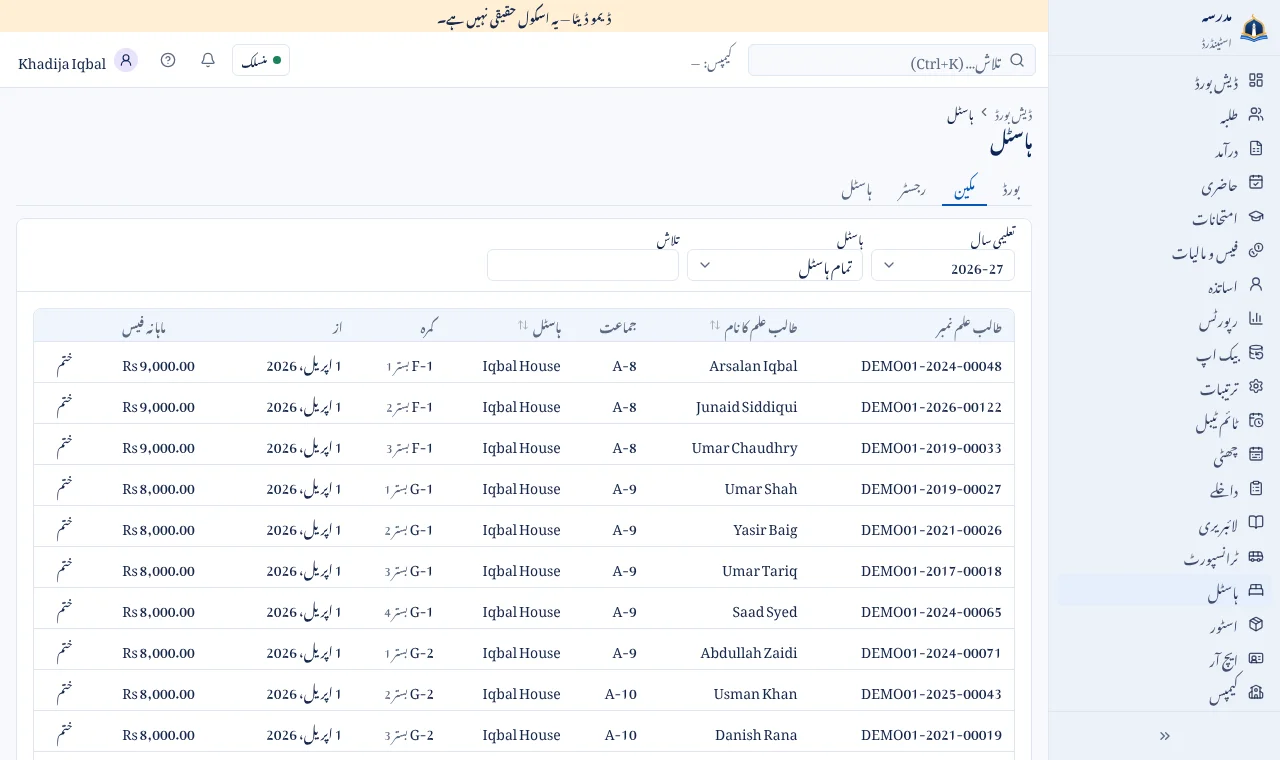 ڈیمو ڈیٹا — یہ اسکول حقیقی نہیں ہے۔
مدرسہ
اسٹینڈرڈ
تلاش... (Ctrl+K)
کیمپس: —
منسلک
Khadija Iqbal
ڈیش بورڈ
طلبہ
درآمد
حاضری
امتحانات
فیس و مالیات
اساتذہ
رپورٹس
بیک اپ
ترتیبات
ٹائم ٹیبل
چھٹی
داخلے
لائبریری
ٹرانسپورٹ
ہاسٹل
اسٹور
ایچ آر
کیمپس
ڈیش بورڈ › ہاسٹل
ہاسٹل
بورڈ مکین رجسٹر ہاسٹل
تعلیمی سال ہاسٹل تلاش
2026-27 تمام ہاسٹل
طالب علم نمبر طالب علم کا نام جماعت ہاسٹل کمرہ از ماہانہ فیس
DEMO01-2024-00048 Arsalan Iqbal A-8 Iqbal House F-1 بستر 1 1 اپریل، 2026 Rs 9,000.00 ختم
DEMO01-2026-00122 Junaid Siddiqui A-8 Iqbal House F-1 بستر 2 1 اپریل، 2026 Rs 9,000.00 ختم
DEMO01-2019-00033 Umar Chaudhry A-8 Iqbal House F-1 بستر 3 1 اپریل، 2026 Rs 9,000.00 ختم
DEMO01-2019-00027 Umar Shah A-9 Iqbal House G-1 بستر 1 1 اپریل، 2026 Rs 8,000.00 ختم
DEMO01-2021-00026 Yasir Baig A-9 Iqbal House G-1 بستر 2 1 اپریل، 2026 Rs 8,000.00 ختم
DEMO01-2017-00018 Umar Tariq A-9 Iqbal House G-1 بستر 3 1 اپریل، 2026 Rs 8,000.00 ختم
DEMO01-2024-00065 Saad Syed A-9 Iqbal House G-1 بستر 4 1 اپریل، 2026 Rs 8,000.00 ختم
DEMO01-2024-00071 Abdullah Zaidi A-9 Iqbal House G-2 بستر 1 1 اپریل، 2026 Rs 8,000.00 ختم
DEMO01-2025-00043 Usman Khan A-10 Iqbal House G-2 بستر 2 1 اپریل، 2026 Rs 8,000.00 ختم
DEMO01-2021-00019 Danish Rana A-10 Iqbal House G-2 بستر 3 1 اپریل، 2026 Rs 8,000.00 ختم